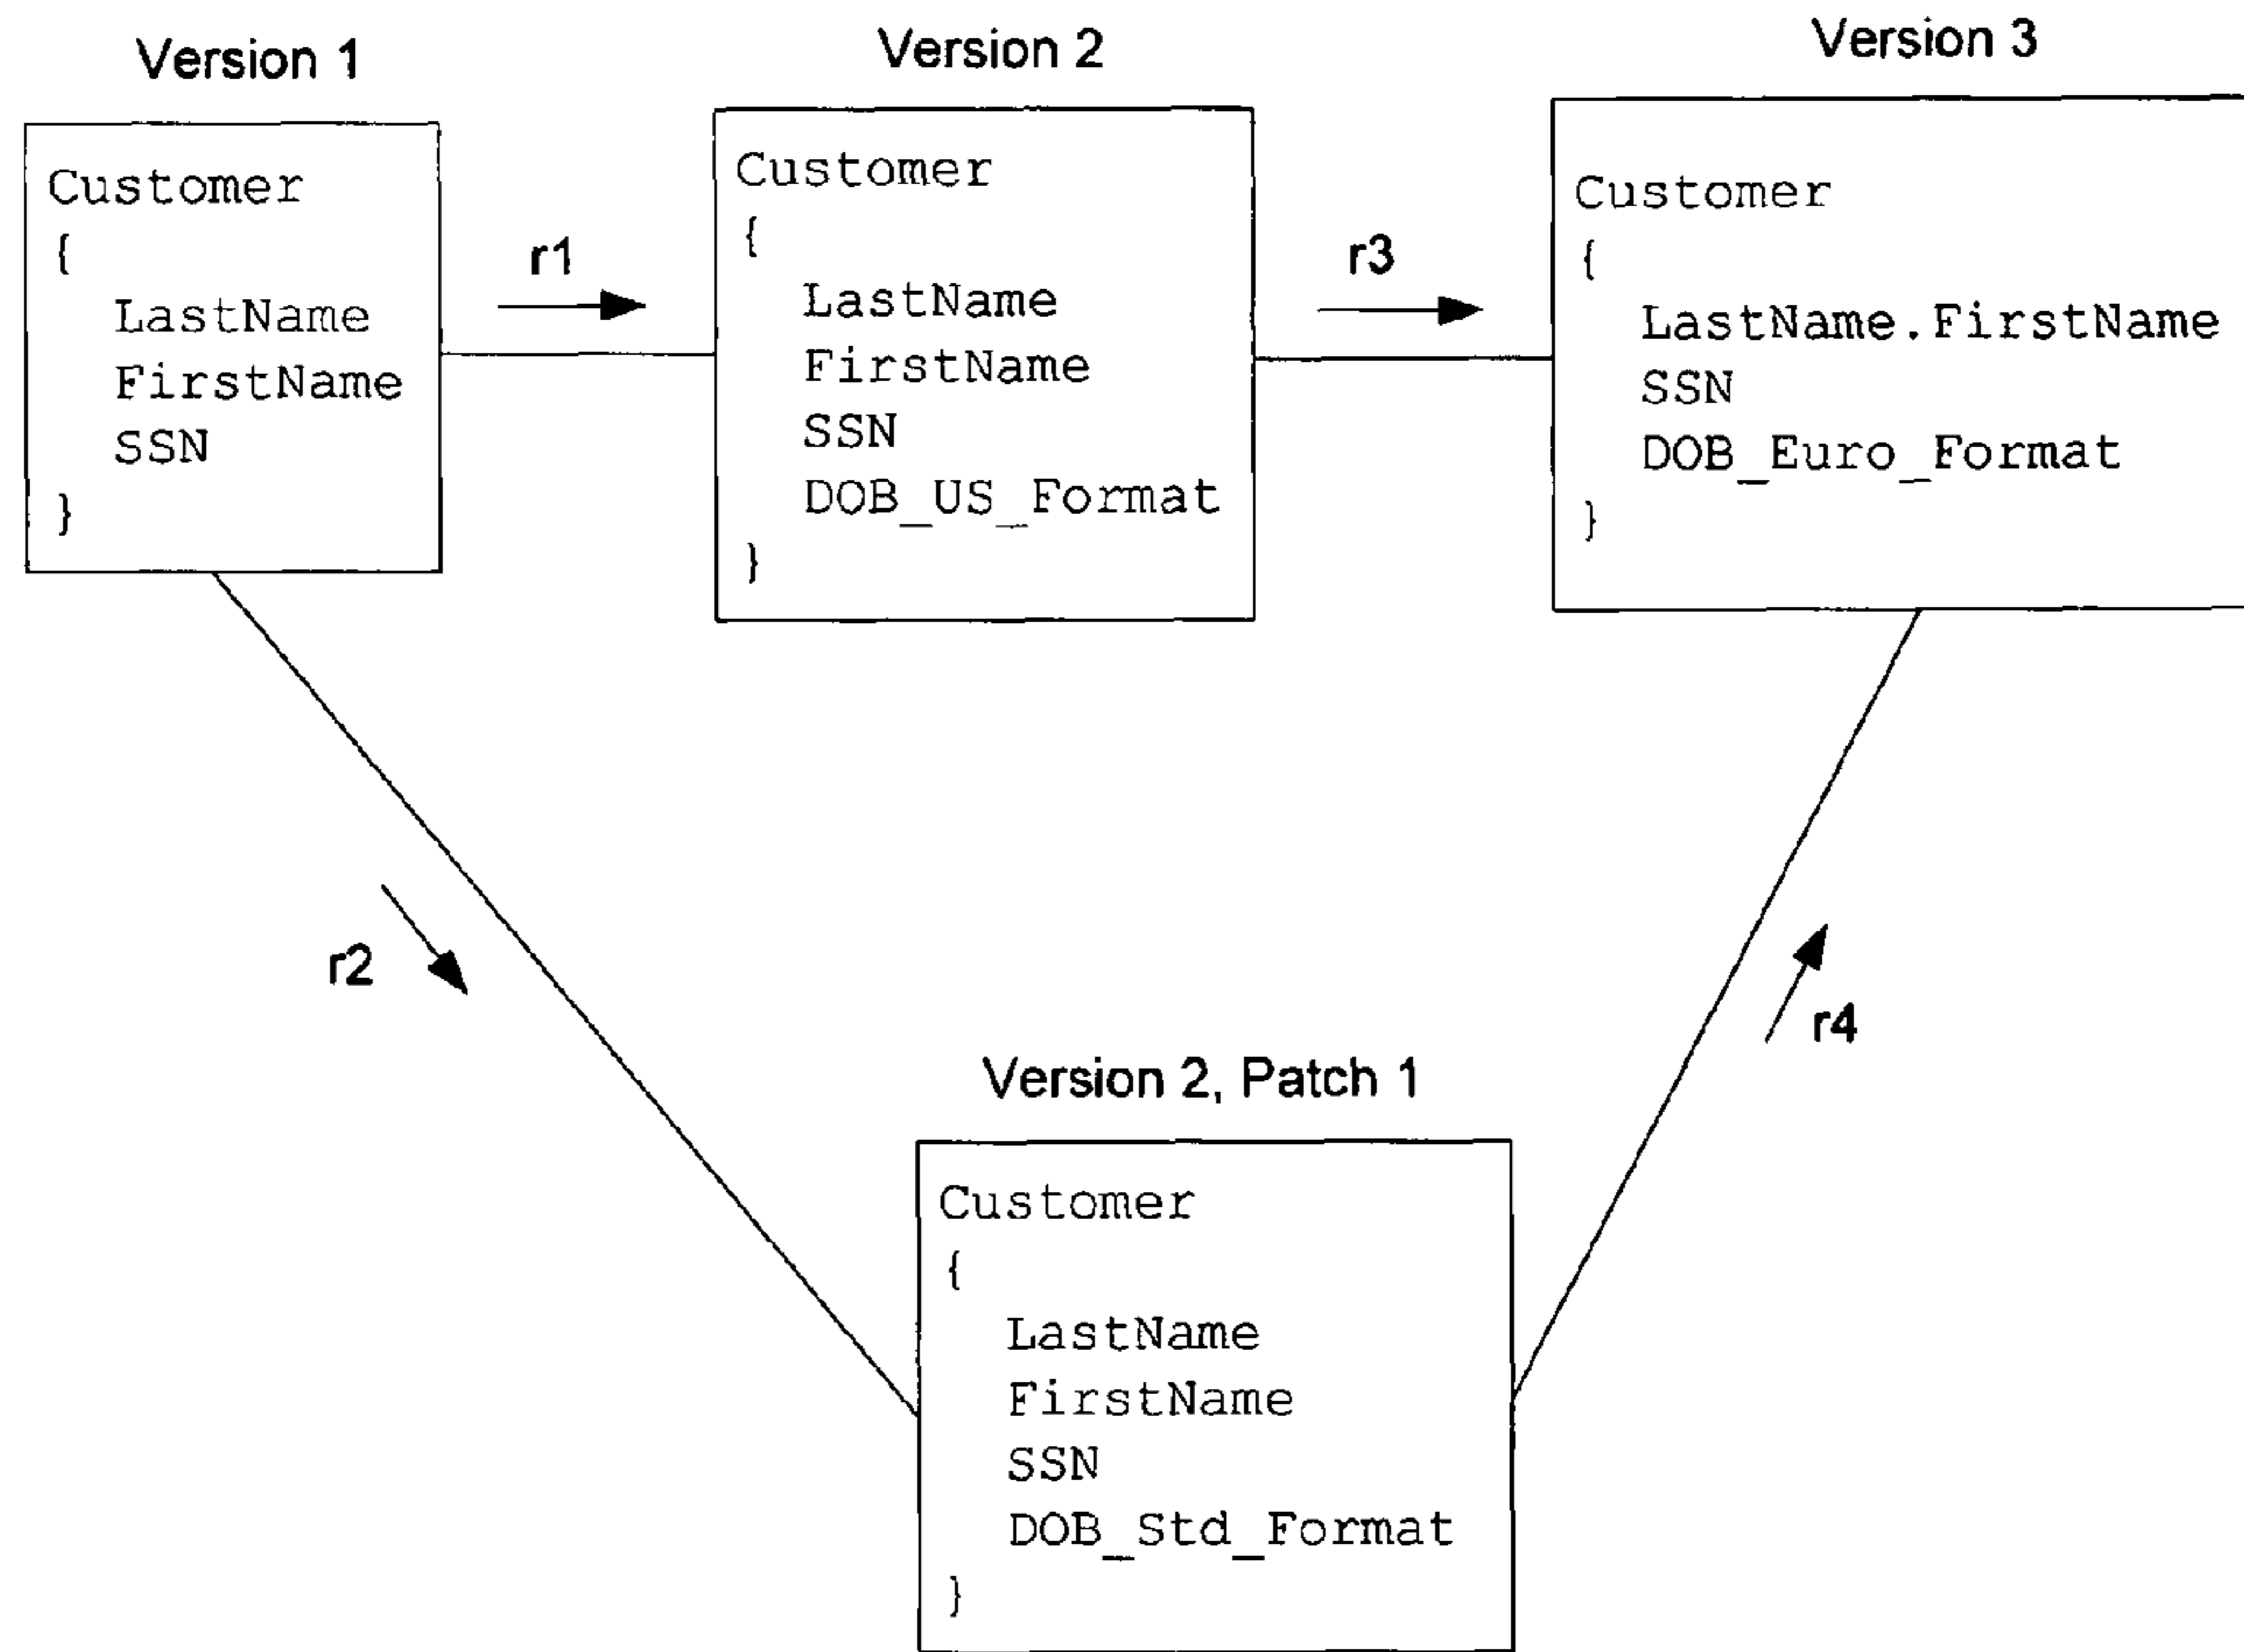 Version 1
Customer
{
LastName
FirstName
SSN
}
r1
Version 2
Customer
{
LastName
FirstName
SSN
DOB_US_Format
}
r3
Version 3
Customer
{
LastName.FirstName
SSN
DOB_Euro_Format
}
r2
r4
Version 2, Patch 1
Customer
{
LastName
FirstName
SSN
DOB_Std_Format
}